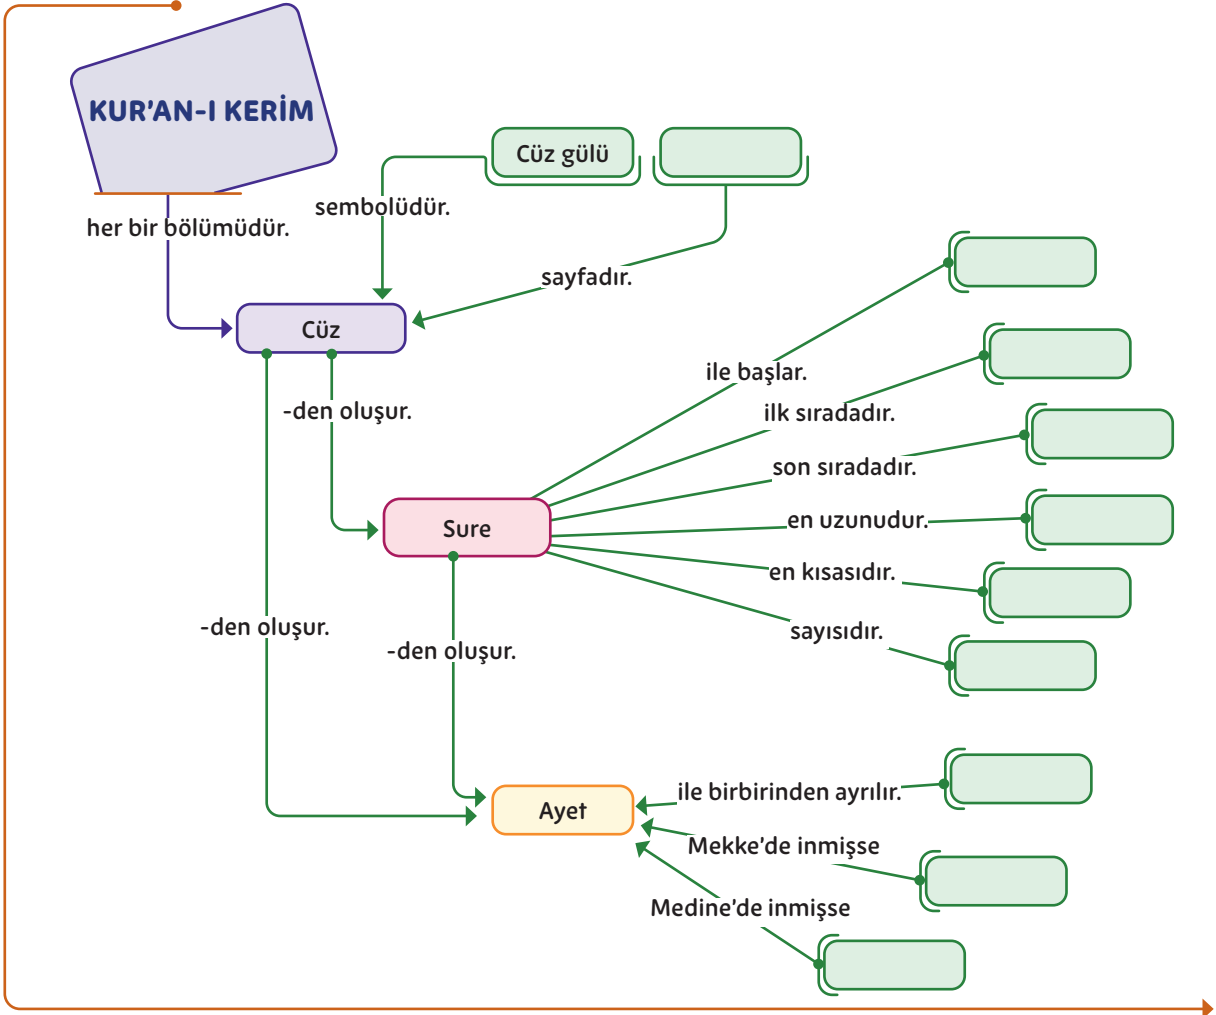 KUR'AN-I KERİM
Cüz gülü
sembolüdür.
her bir bölümüdür.
sayfadır.
Cüz
ile başlar.
-den oluşur.
ilk sıradadır.
son sıradadır.
en uzunudur.
Sure
en kısasıdır.
-den oluşur.
sayısıdır.
-den oluşur.
ile birbirinden ayrılır.
Ayet
Mekke'de inmişse
Medine'de inmişse